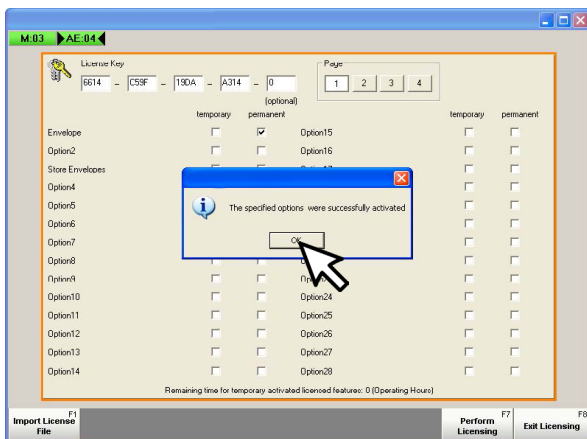 M:03 AE:04
License Key
Page
6614 - C59F - 19DA - A314 - 0
1 2 3 4
(optional)
temporary permanent temporary permanent
Envelope Option15
Option2 Option16
Store Envelopes
Option4
Option5
The specified options were successfully activated
Option6
Option7
OK
Option8
Option9
Option10 Option24
Option11 Option25
Option12 Option26
Option13 Option27
Option14 Option28
Remaining time for temporary activated licenced features: 0 (Operating Hours)
F1 F7 F8
Import License File
Perform Licensing
Exit Licensing